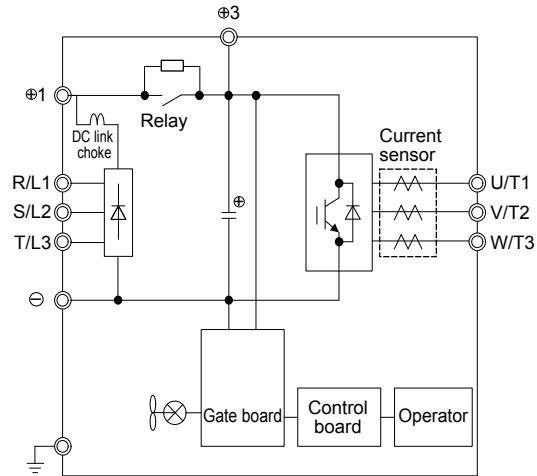 ⊕3
⊕1
Relay
DC link
choke
Current
sensor
R/L1
S/L2
T/L3
U/T1
V/T2
W/T3
⊕
⊖
Gate board
Control
board
Operator